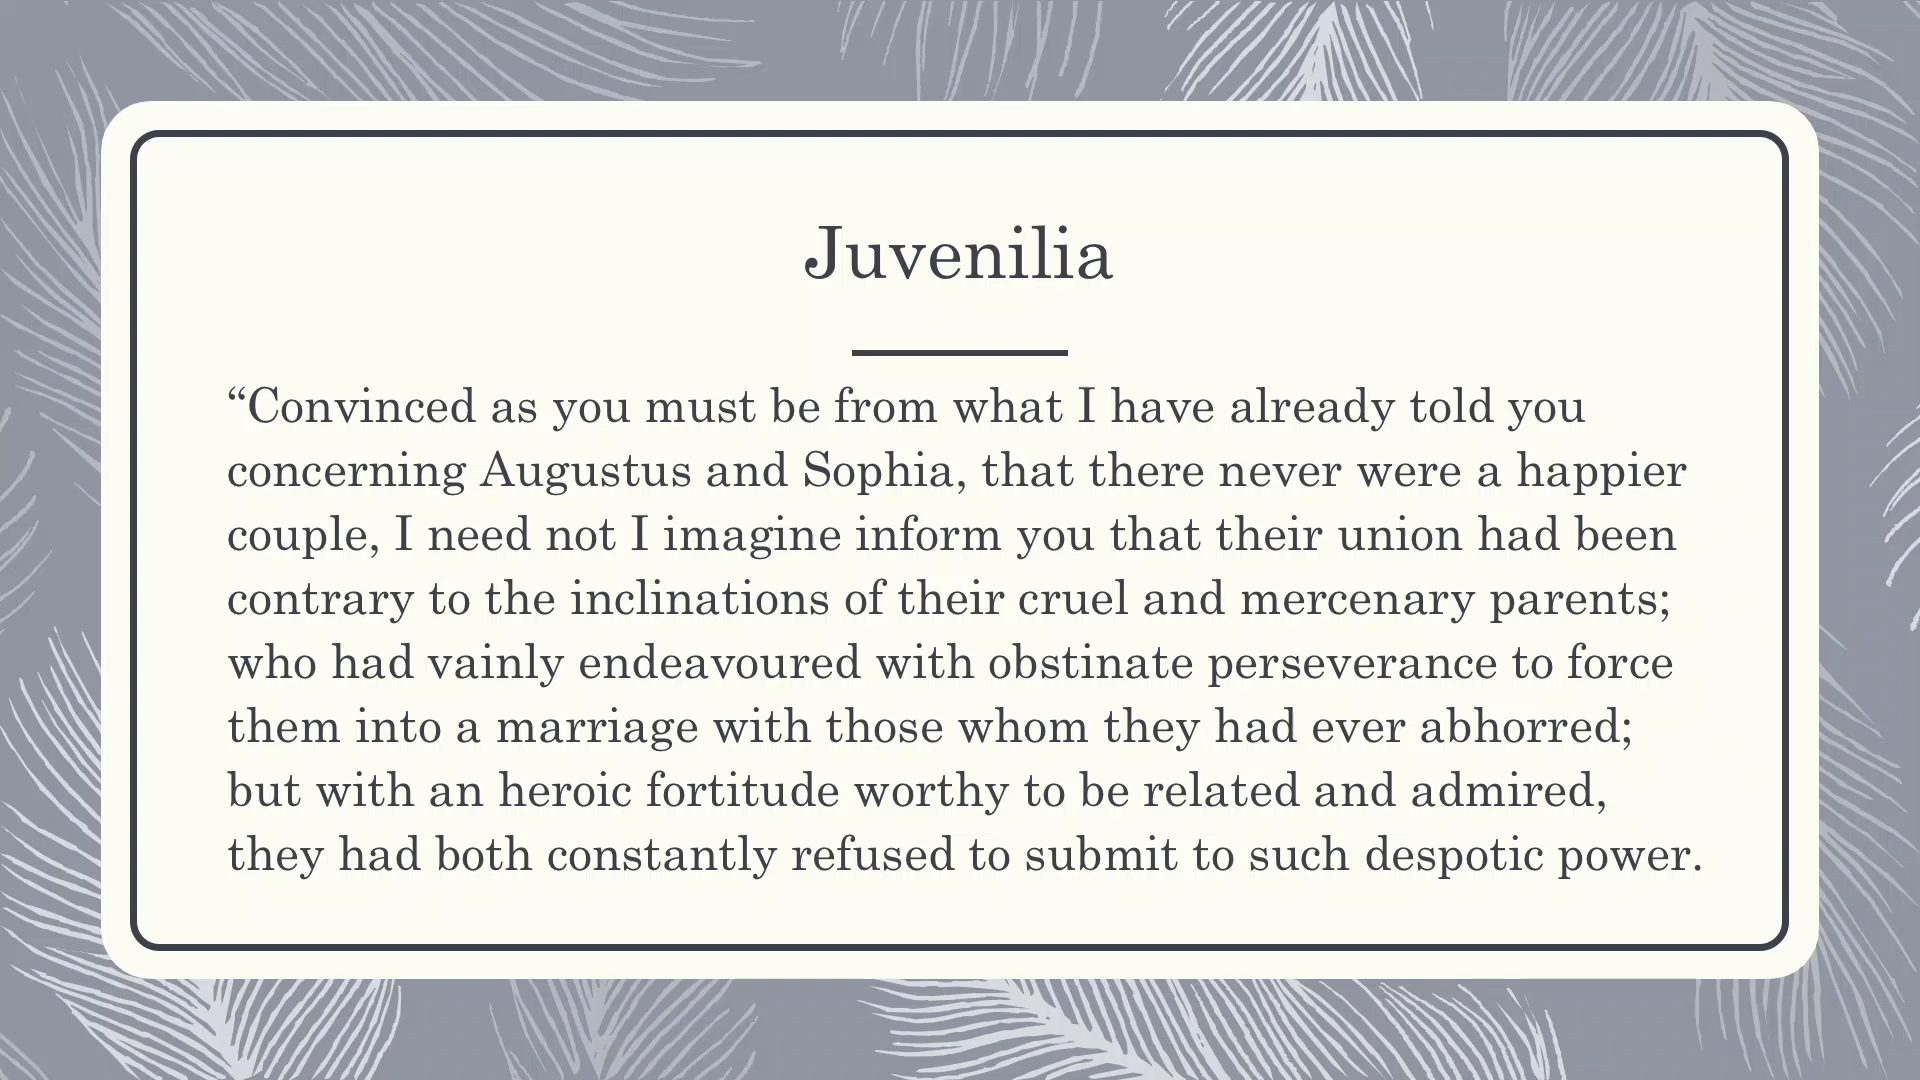 Juvenilia
“Convinced as you must be from what I have already told you
concerning Augustus and Sophia, that there never were a happier
couple, I need not I imagine inform you that their union had been
contrary to the inclinations of their cruel and mercenary parents;
who had vainly endeavoured with obstinate perseverance to force
them into a marriage with those whom they had ever abhorred;
but with an heroic fortitude worthy to be related and admired,
they had both constantly refused to submit to such despotic power.